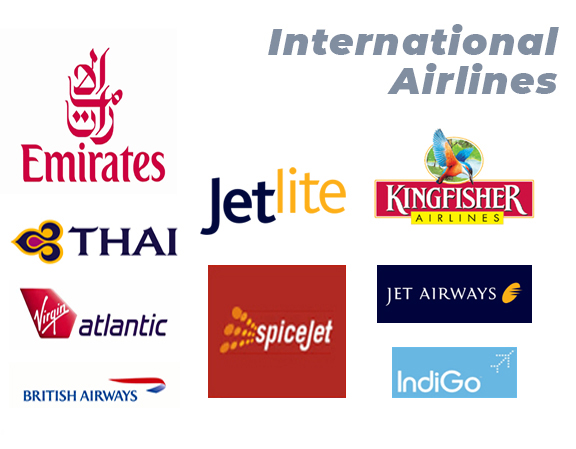 International
Airlines
الإمارات
Emirates
THAI
Virgin
atlantic
BRITISH AIRWAYS
Jetlite
spiceJet
KINGFISHER
AIRLINES
JET AIRWAYS
IndiGo